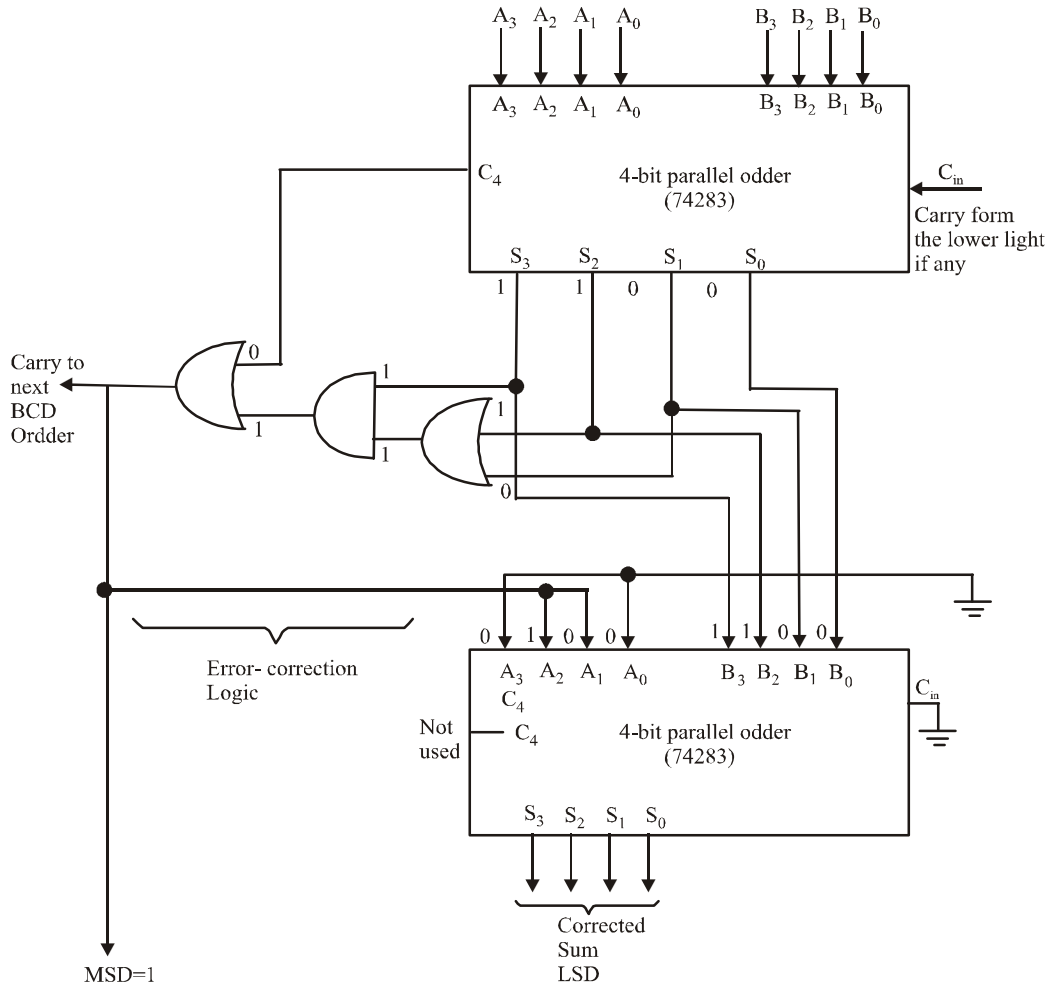 A3 A2 A1 A0 B3 B2 B1 B0
A3 A2 A1 A0 B3 B2 B1 B0
C4
4-bit parallel odder
(74283)
Cin
Carry form
the lower light
if any
S3 S2 S1 S0
1 1 0 0
Carry to
next
BCD
Ordder
0
1
1
1
1
0
Error- correction
Logic
0 1 0 0 1 1 0 0
A3 A2 A1 A0 B3 B2 B1 B0
C4
Cin
Not
used
C4
4-bit parallel odder
(74283)
S3 S2 S1 S0
Corrected
Sum
LSD
MSD=1